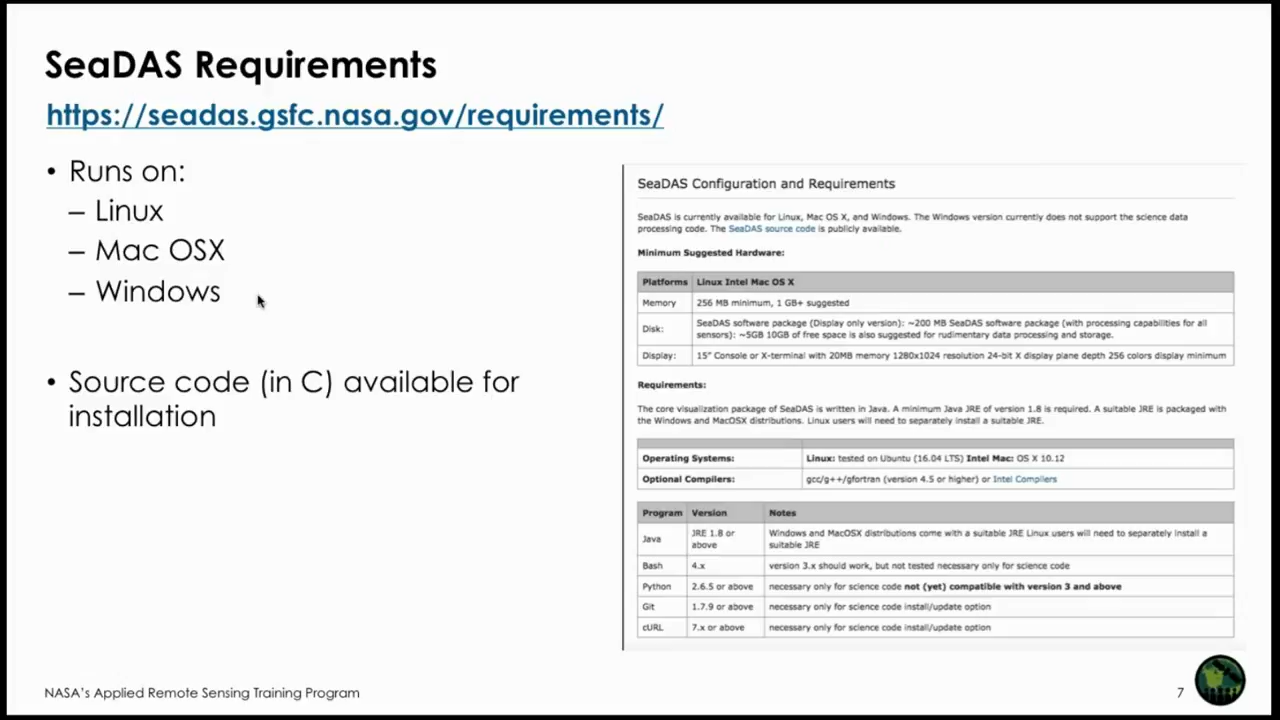 SeaDAS Requirements
https://seadas.gsfc.nasa.gov/requirements/
• Runs on:
– Linux
– Mac OSX
– Windows
• Source code (in C) available for
installation
SeaDAS Configuration and Requirements
SeaDAS is currently available for Linux, Mac OS X, and Windows. The Windows version currently does not support the science data
processing code. The SeaDAS source code is publicly available.
Minimum Suggested Hardware:
Platforms Linux Intel Mac OS X
Memory 256 MB minimum, 1 GB+ suggested
Disk: SeaDAS software package (Display only version): ~200 MB SeaDAS software package (with processing capabilities for all
sensors): ~5GB 10GB of free space is also suggested for rudimentary data processing and storage.
Display: 15" Console or X-terminal with 20MB memory 1280x1024 resolution 24-bit X display plane depth 256 colors display minimum
Requirements:
The core visualization package of SeaDAS is written in Java. A minimum Java JRE of version 1.8 is required. A suitable JRE is packaged with
the Windows and MacOSX distributions. Linux users will need to separately install a suitable JRE.
Operating Systems: Linux: tested on Ubuntu (16.04 LTS) Intel Mac: OS X 10.12
Optional Compilers: gcc/g++/gfortran (version 4.5 or higher) or Intel Compilers
Program Version Notes
Java JRE 1.8 or above Windows and MacOSX distributions come with a suitable JRE Linux users will need to separately install a suitable JRE
Bash 4.x version 3.x should work, but not tested necessary only for science code
Python 2.6.5 or above necessary only for science code not (yet) compatible with version 3 and above
Git 1.7.9 or above necessary only for science code install/update option
cURL 7.x or above necessary only for science code install/update option
NASA's Applied Remote Sensing Training Program
7